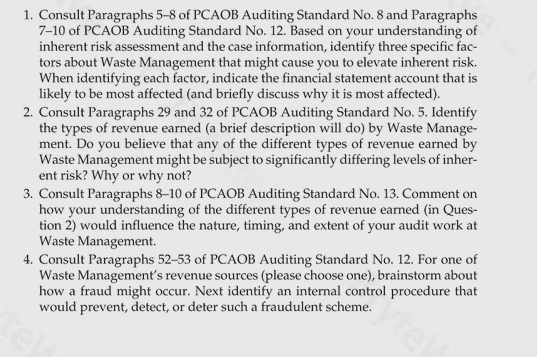 1. Consult Paragraphs 5–8 of PCAOB Auditing Standard No. 8 and Paragraphs
7–10 of PCAOB Auditing Standard No. 12. Based on your understanding of
inherent risk assessment and the case information, identify three specific fac-
tors about Waste Management that might cause you to elevate inherent risk.
When identifying each factor, indicate the financial statement account that is
likely to be most affected (and briefly discuss why it is most affected).
2. Consult Paragraphs 29 and 32 of PCAOB Auditing Standard No. 5. Identify
the types of revenue earned (a brief description will do) by Waste Manage-
ment. Do you believe that any of the different types of revenue earned by
Waste Management might be subject to significantly differing levels of inher-
ent risk? Why or why not?
3. Consult Paragraphs 8–10 of PCAOB Auditing Standard No. 13. Comment on
how your understanding of the different types of revenue earned (in Ques-
tion 2) would influence the nature, timing, and extent of your audit work at
Waste Management.
4. Consult Paragraphs 52–53 of PCAOB Auditing Standard No. 12. For one of
Waste Management's revenue sources (please choose one), brainstorm about
how a fraud might occur. Next identify an internal control procedure that
would prevent, detect, or deter such a fraudulent scheme.